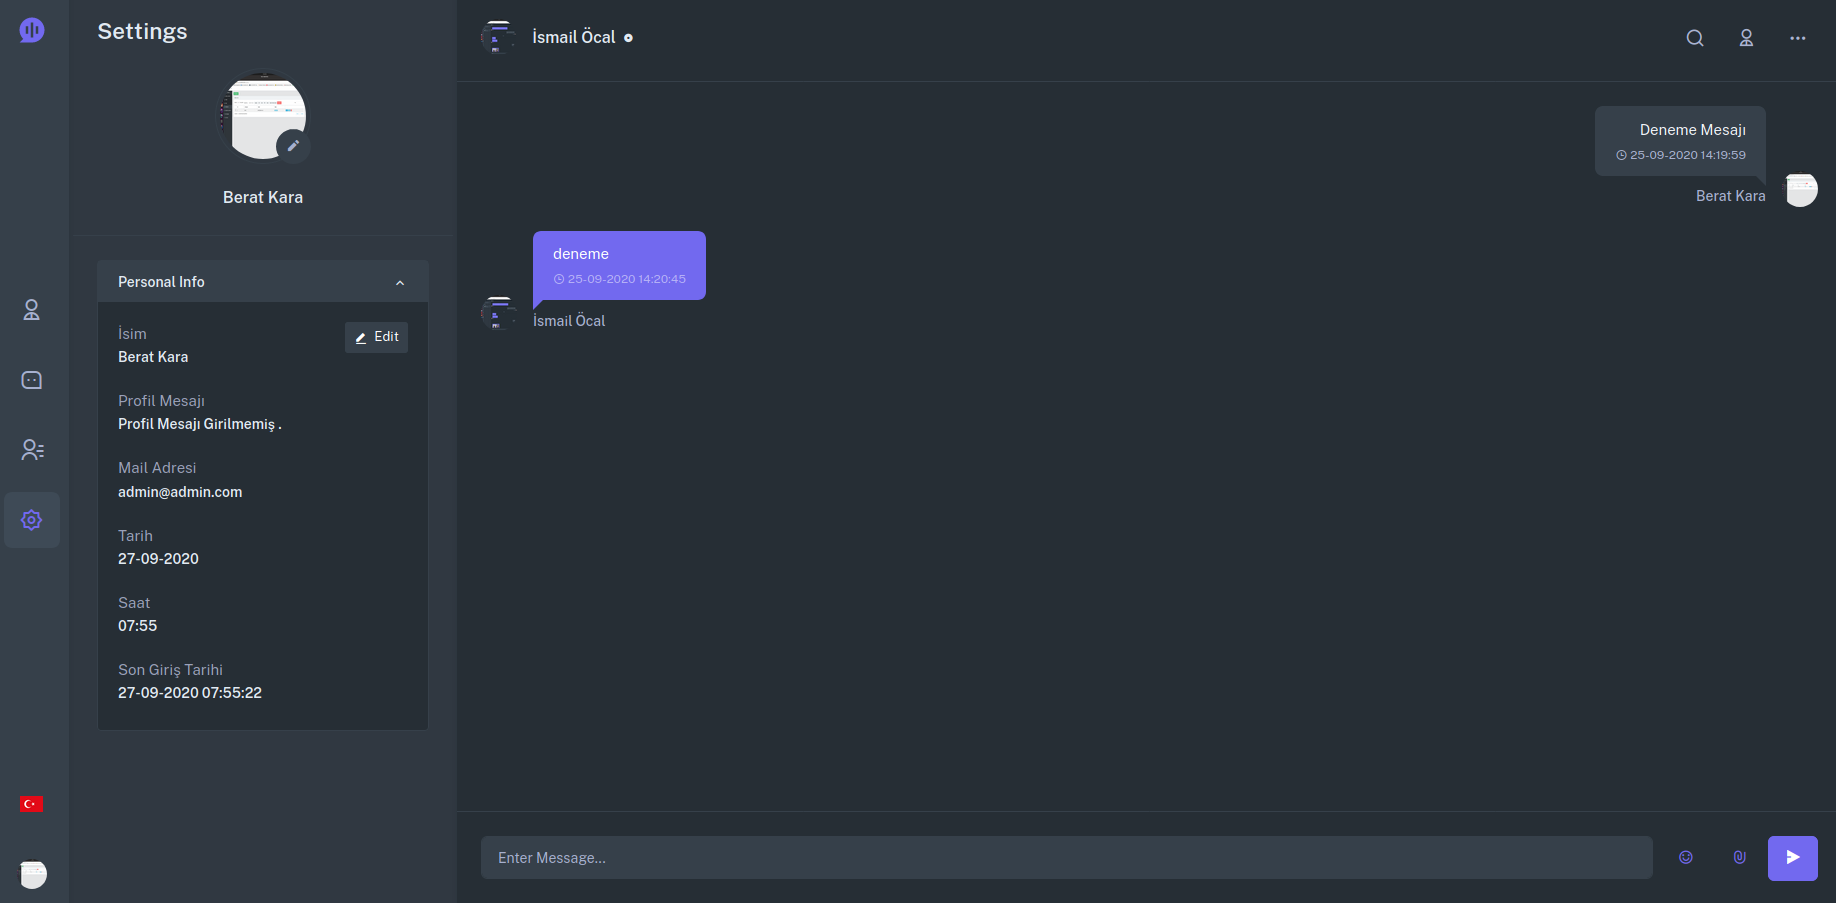 Settings
Berat Kara
Personal Info
İsim
Edit
Berat Kara
Profil Mesajı
Profil Mesajı Girilmemiş .
Mail Adresi
admin@admin.com
Tarih
27-09-2020
Saat
07:55
Son Giriş Tarihi
27-09-2020 07:55:22
İsmail Öcal
Deneme Mesajı
25-09-2020 14:19:59
Berat Kara
deneme
25-09-2020 14:20:45
İsmail Öcal
Enter Message...